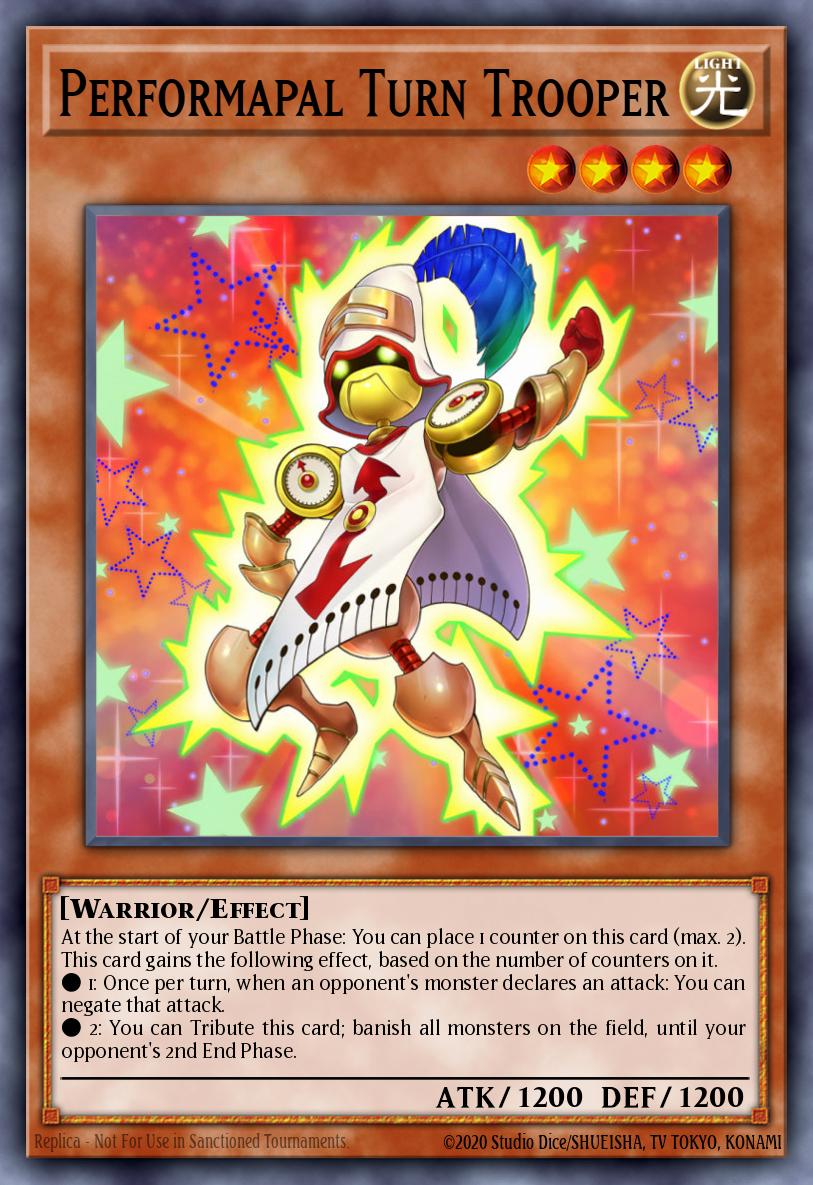 Performapal Turn Trooper
LIGHT
光
[Warrior/Effect]
At the start of your Battle Phase: You can place 1 counter on this card (max. 2).
This card gains the following effect, based on the number of counters on it.
● 1: Once per turn, when an opponent's monster declares an attack: You can
negate that attack.
● 2: You can Tribute this card; banish all monsters on the field, until your
opponent's 2nd End Phase.
ATK/1200 DEF/1200
Replica - Not For Use in Sanctioned Tournaments.
©2020 Studio Dice/SHUEISHA, TV TOKYO, KONAMI